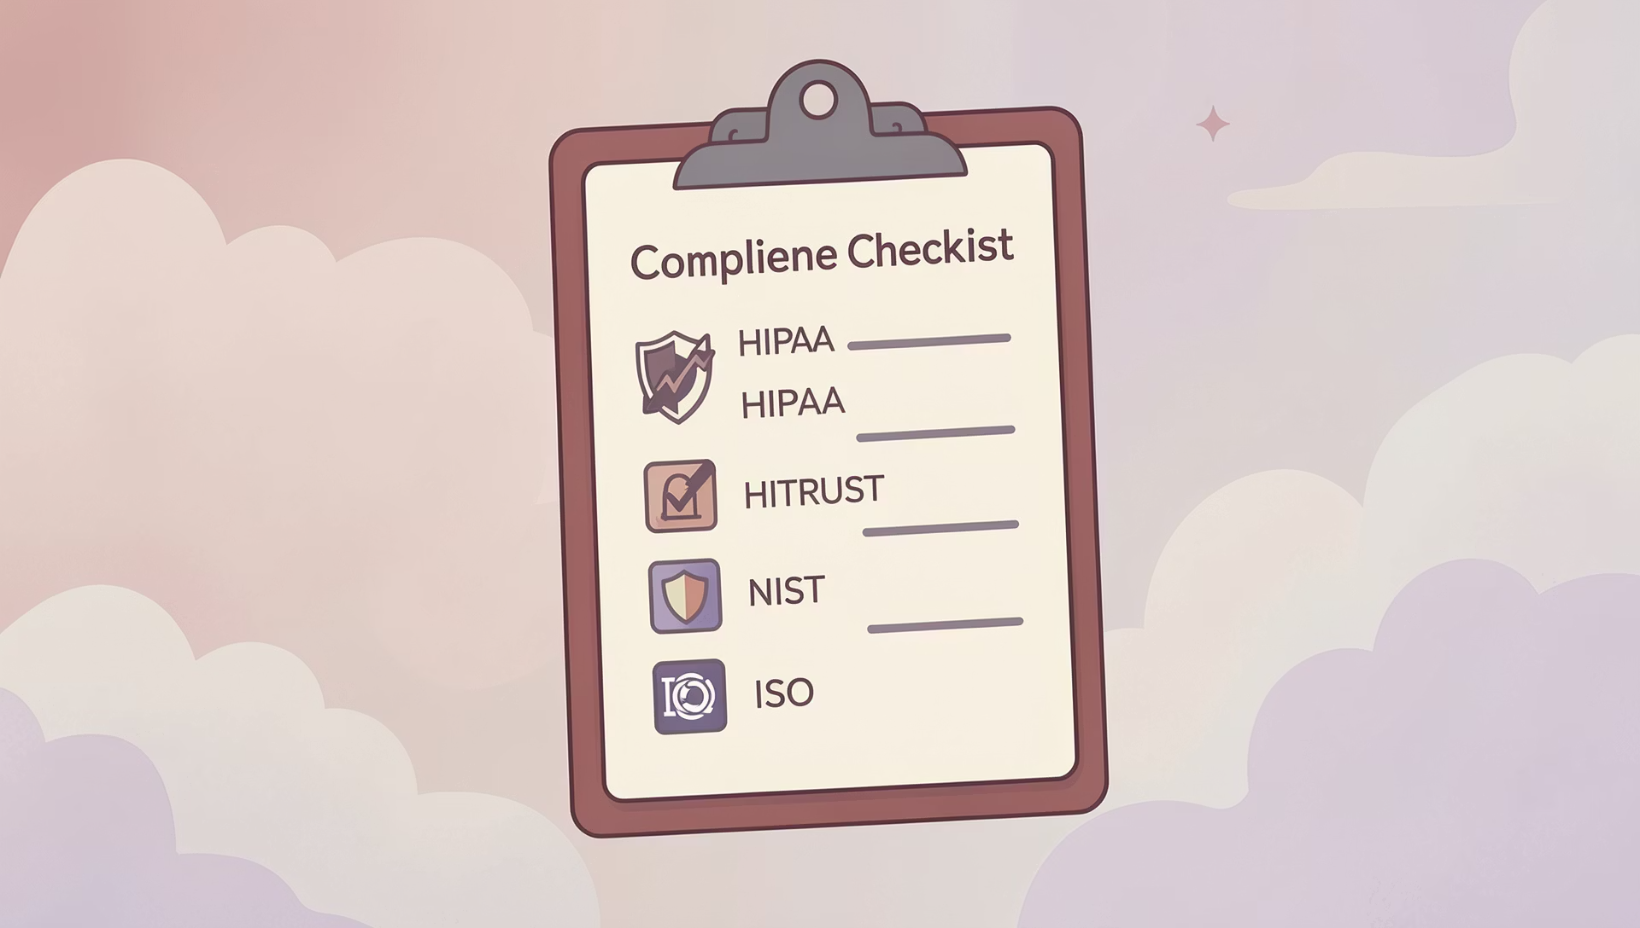 Compliene Checkist
HIPAA
HIPAA
HITRUST
NIST
ISO